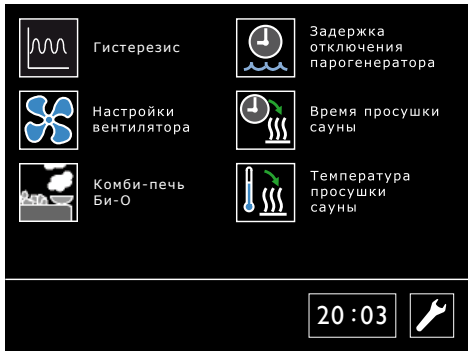 Гистерезис
Задержка
отключения
парогенератора
Настройки
вентилятора
Время просушки
сауны
Комби-печь
Би-О
Температура
просушки
сауны
20:03